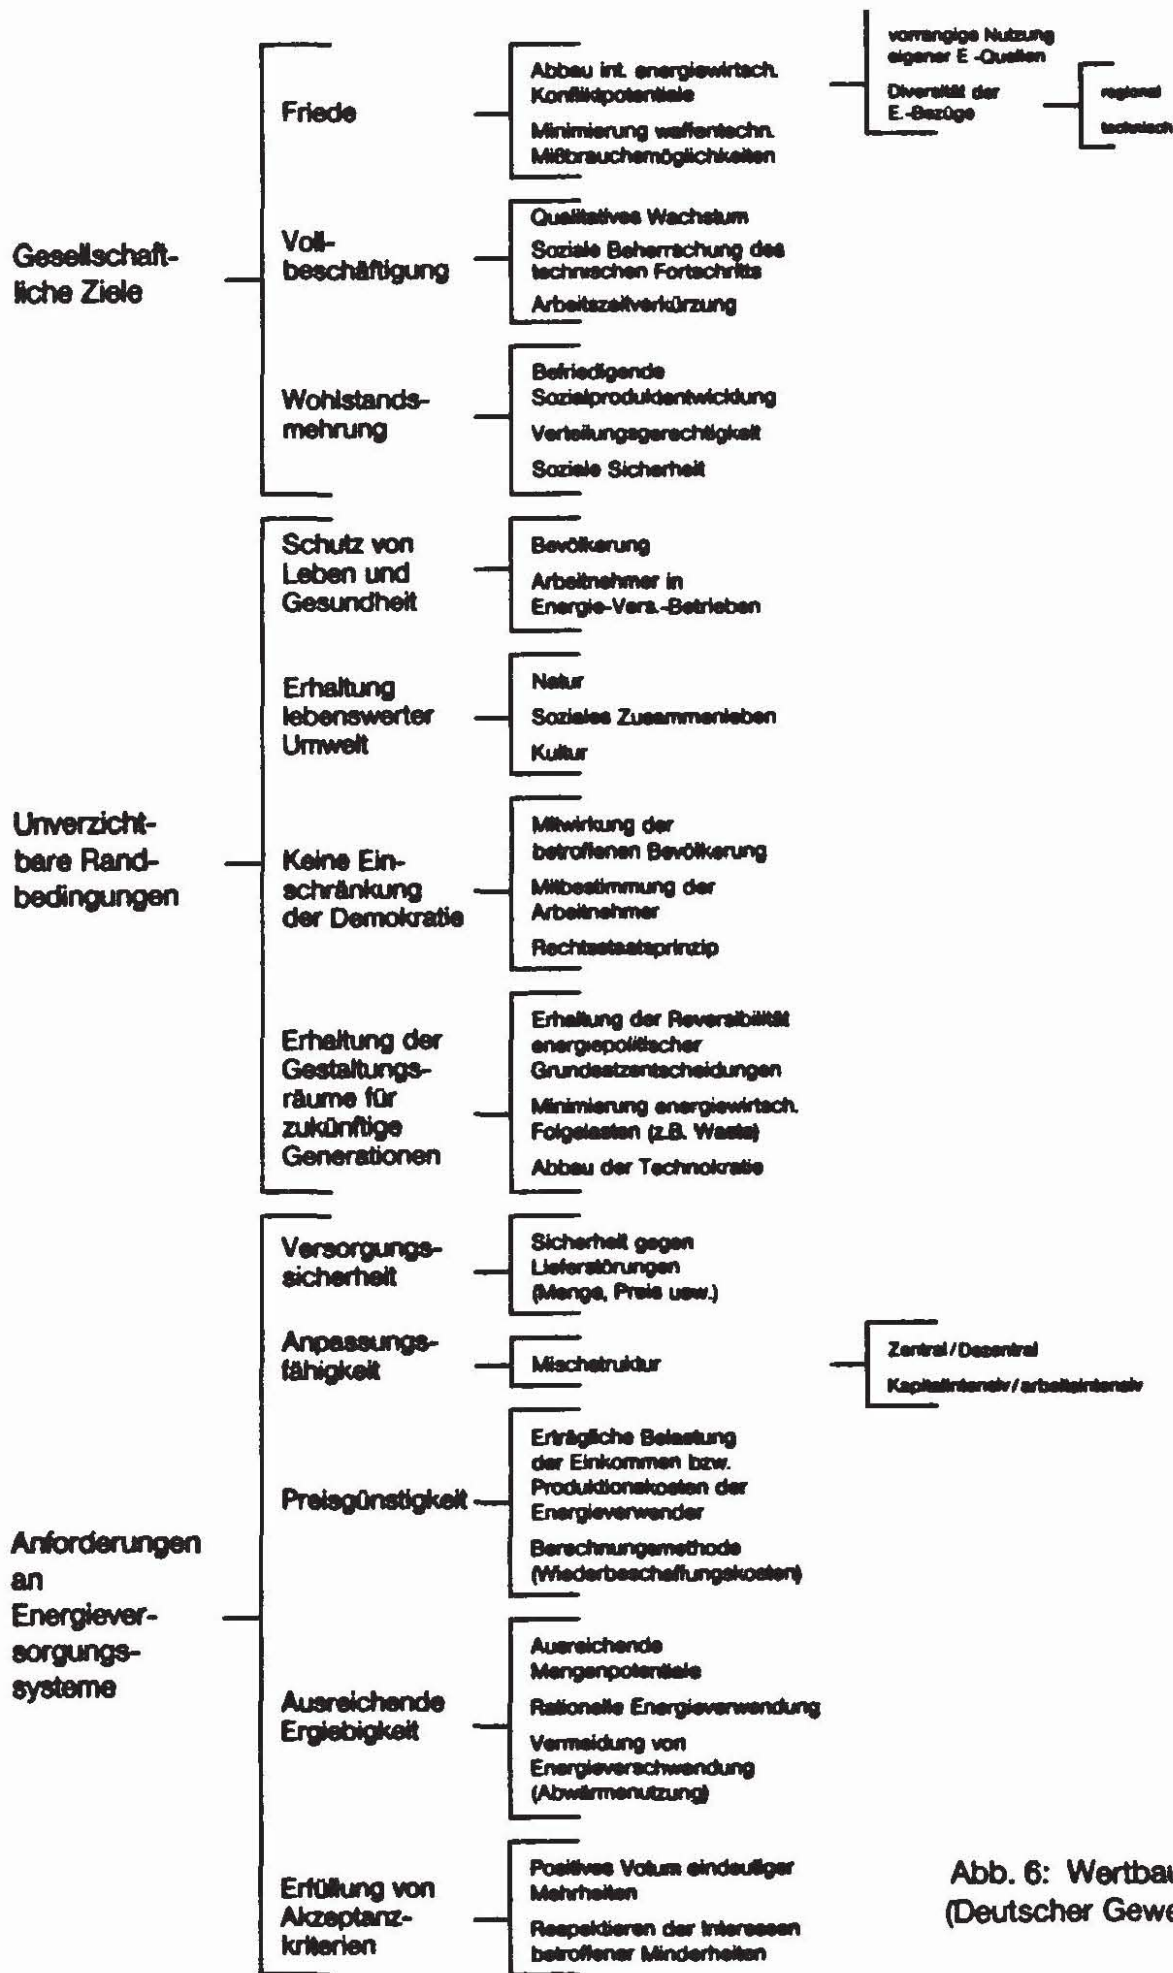 Gesellschaft-
liche Ziele
Friede
Abbau int. energiewirtsch.
Konfliktpotentiale
vorrangige Nutzung
eigener E -Quellen
Diversität der
E.-Bezüge
regional
technisch
Minimierung waffentechn.
Mißbrauchsmöglichkeiten
Voll-
beschäftigung
Qualitatives Wachstum
Soziale Beherrschung des
technischen Fortschritts
Arbeitszeitverkürzung
Wohlstands-
mehrung
Befriedigende
Sozialproduktentwicklung
Verteilungsgerechtigkeit
Soziale Sicherheit
Unverzicht-
bare Rand-
bedingungen
Schutz von
Leben und
Gesundheit
Bevölkerung
Arbeitnehmer in
Energie-Vers.-Betrieben
Erhaltung
lebenswerter
Umwelt
Natur
Soziales Zusammenleben
Kultur
Keine Ein-
schränkung
der Demokratie
Mitwirkung der
betroffenen Bevölkerung
Mitbestimmung der
Arbeitnehmer
Rechtsstaatsprinzip
Erhaltung der
Gestaltungs-
räume für
zukünftige
Generationen
Erhaltung der Reversibilität
energiepolitischer
Grundsatzentscheidungen
Minimierung energiewirtsch.
Folgelasten (z.B. Waste)
Abbau der Technokratie
Anforderungen
an
Energiever-
sorgungs-
systeme
Versorgungs-
sicherheit
Sicherheit gegen
Lieferstörungen
(Menge, Preis usw.)
Anpassungs-
fähigkeit
Mischstruktur
Zentral/Dezentral
Kapitalintensiv/arbeitsintensiv
Preisgünstigkeit
Erträgliche Belastung
der Einkommen bzw.
Produktionskosten der
Energieverwender
Berechnungsmethode
(Wiederbeschaffungskosten)
Ausreichende
Ergiebigkeit
Ausreichende
Mengenpotentiale
Rationelle Energieverwendung
Vermeidung von
Energieverschwendung
(Abwärmenutzung)
Erfüllung von
Akzeptanz-
kriterien
Positives Votum eindeutiger
Mehrheiten
Respektieren der Interessen
betroffener Minderheiten
Abb. 6: Wertbau
(Deutscher Gewe